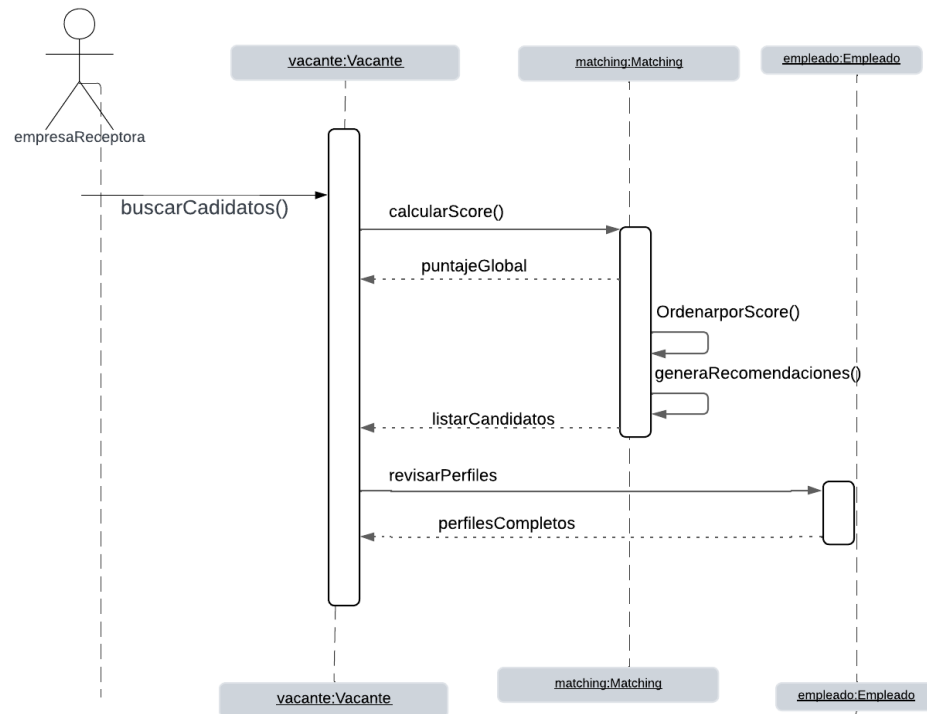 vacante:Vacante
matching:Matching
empleado:Empleado
empresaReceptora
buscarCadidatos()
calcularScore()
puntajeGlobal
OrdenarporScore()
generaRecomendaciones()
listarCandidatos
revisarPerfiles
perfilesCompletos
vacante:Vacante
matching:Matching
empleado:Empleado